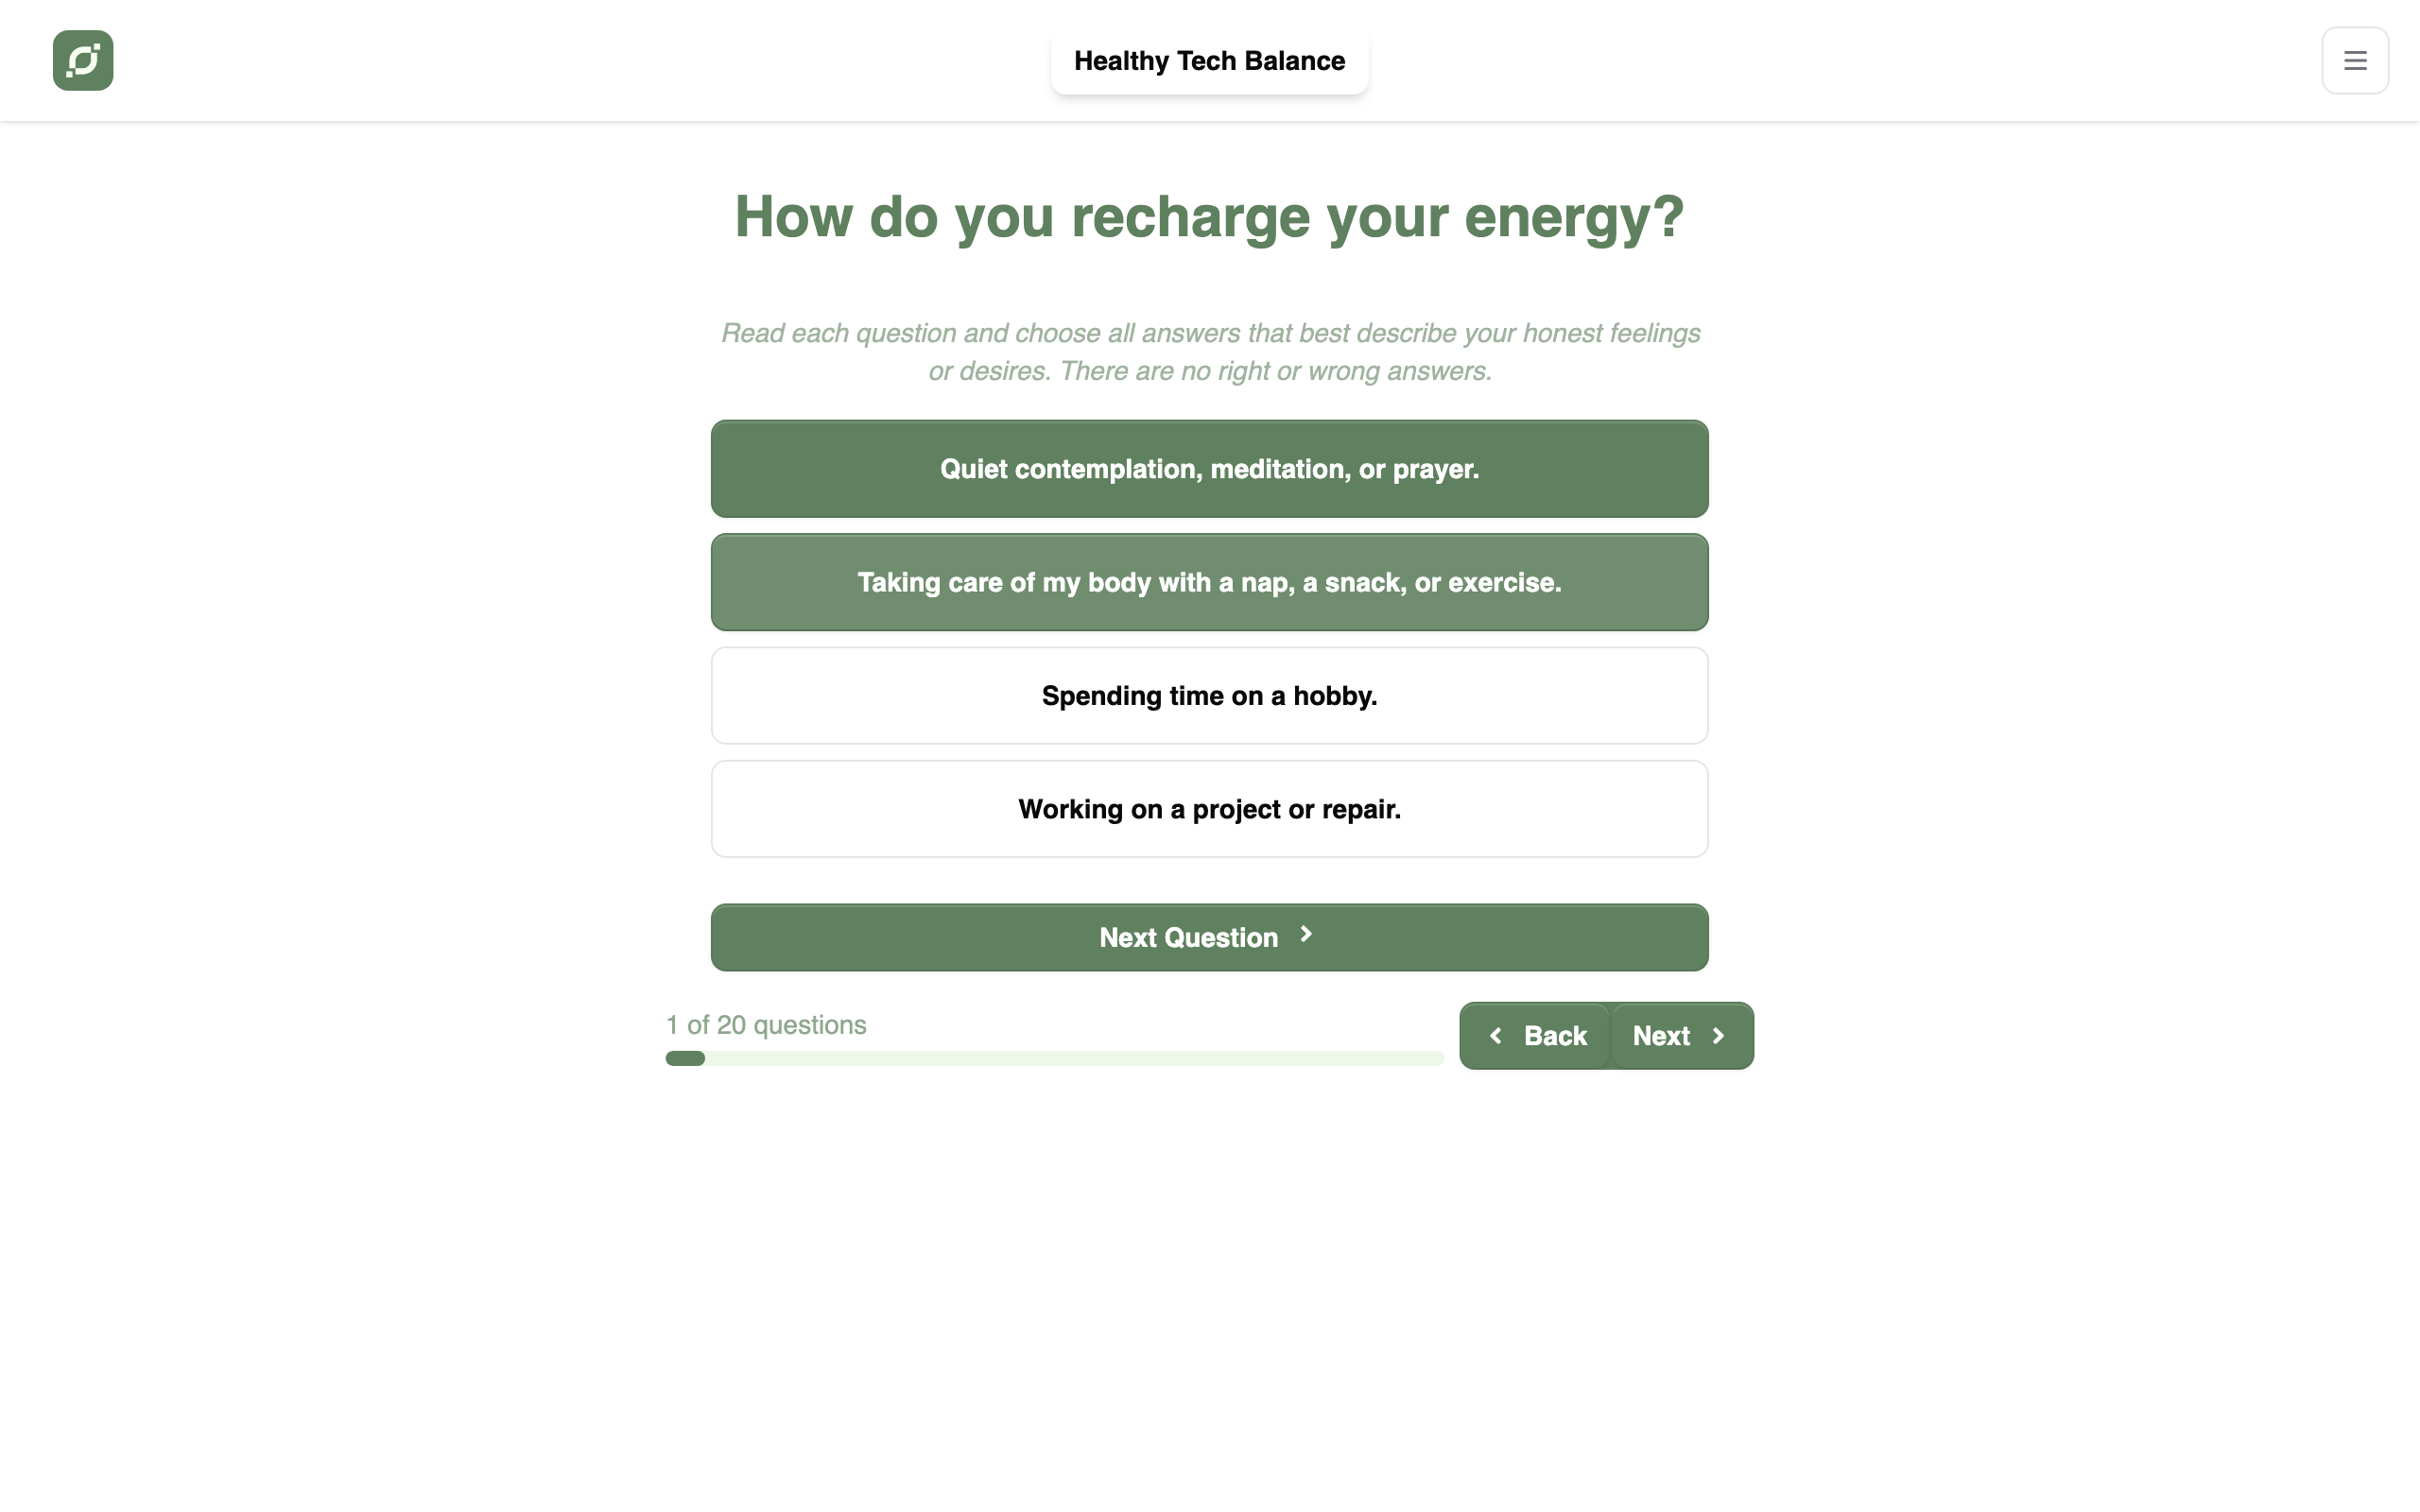 Healthy Tech Balance
How do you recharge your energy?
Read each question and choose all answers that best describe your honest feelings
or desires. There are no right or wrong answers.
Quiet contemplation, meditation, or prayer.
Taking care of my body with a nap, a snack, or exercise.
Spending time on a hobby.
Working on a project or repair.
Next Question
1 of 20 questions
Back Next